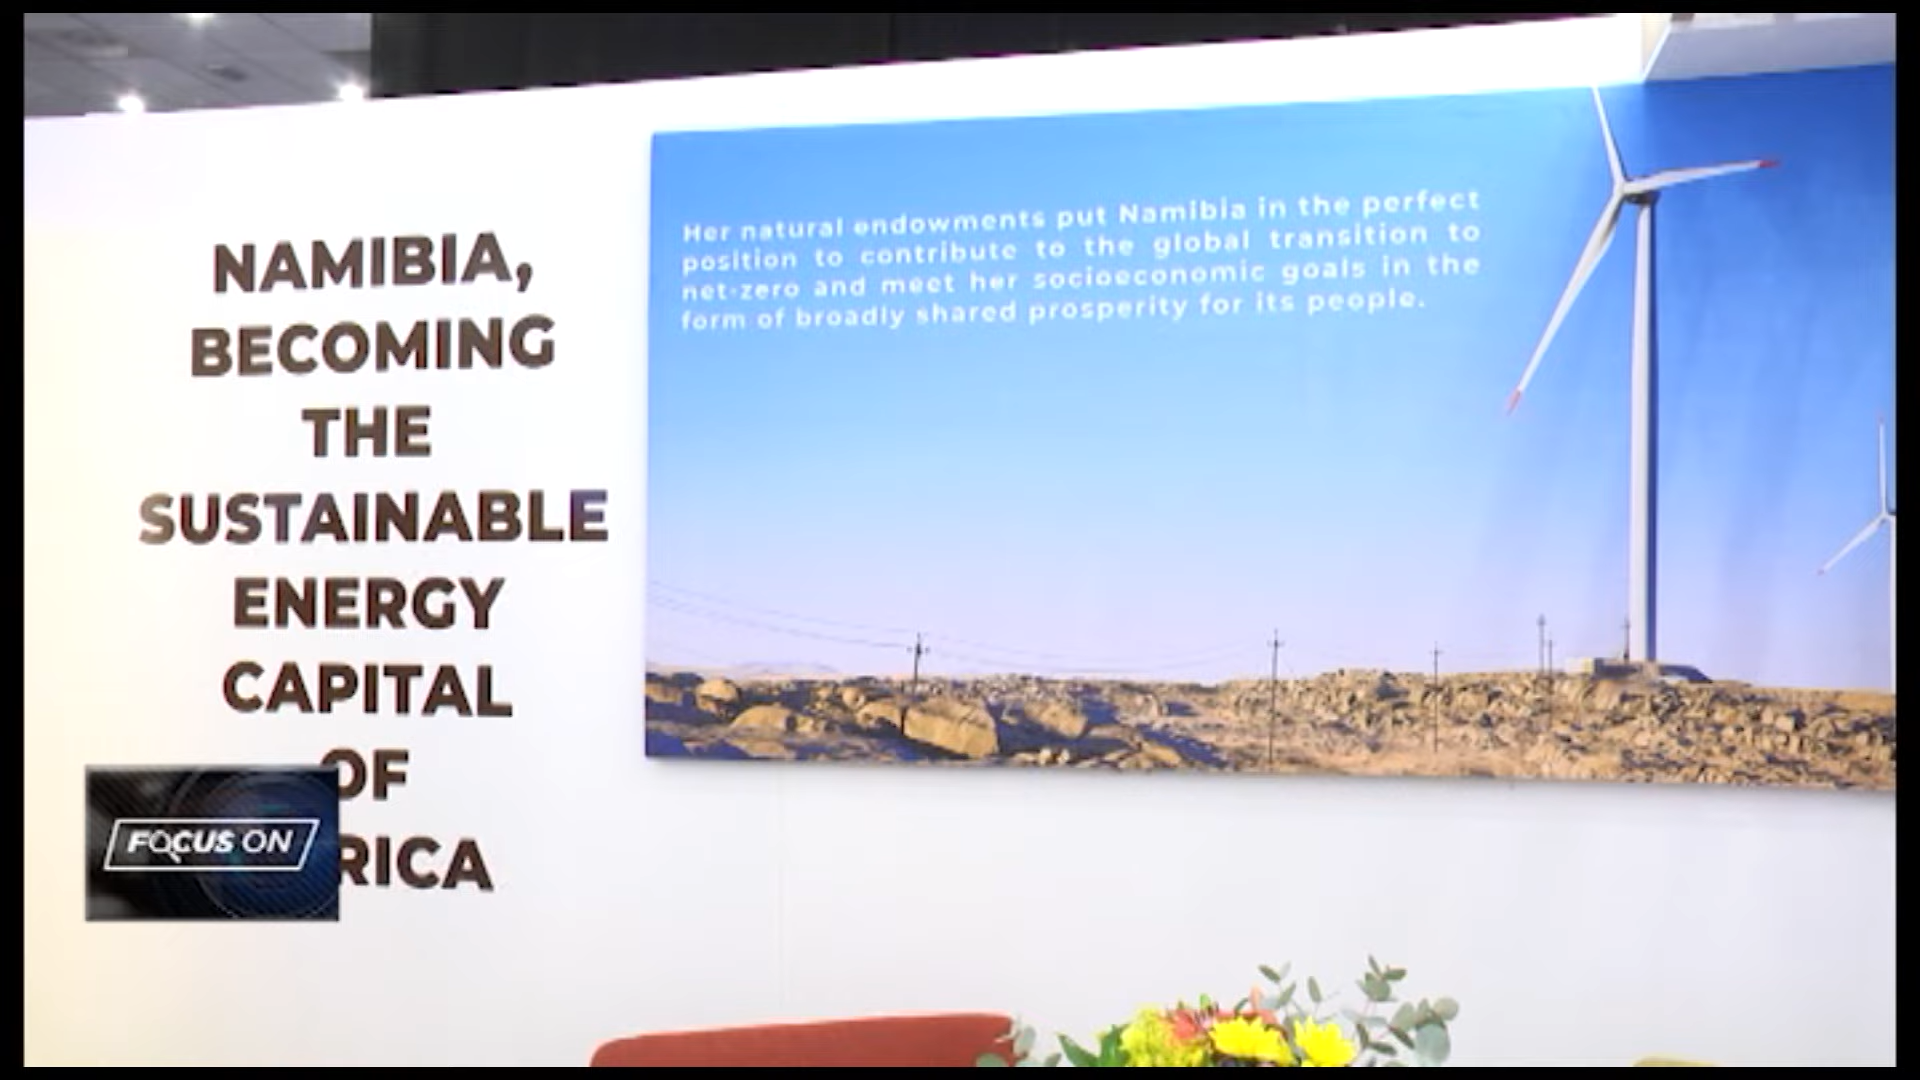 NAMIBIA,
BECOMING
THE
SUSTAINABLE
ENERGY
CAPITAL
OF
RICA
Her natural endowments put Namibia in the perfect
position to contribute to the global transition to
net-zero and meet her socioeconomic goals in the
form of broadly shared prosperity for its people.
FOCUS ON